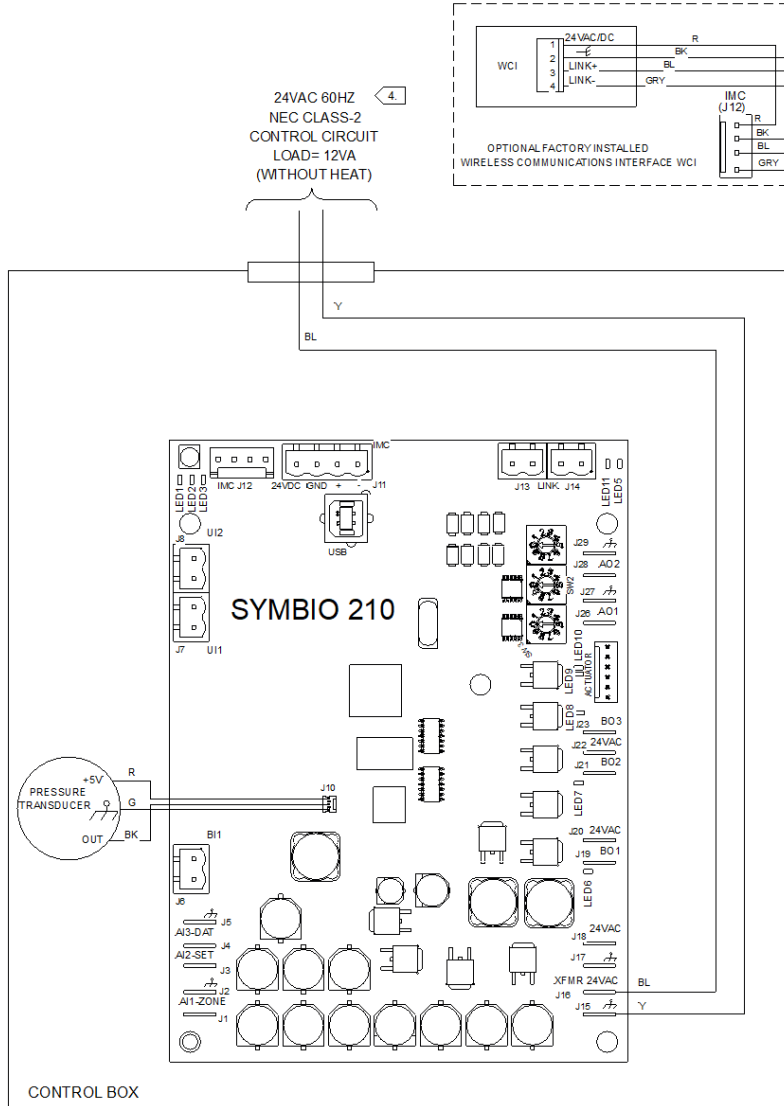 24VAC/DC
R
1
BK
WCI
2
LINK+
BL
3
LINK-
GRY
4
IMC
(J12)
R
BK
BL
GRY
OPTIONAL FACTORY INSTALLED
WIRELESS COMMUNICATIONS INTERFACE WCI
24VAC 60HZ
4.
NEC CLASS-2
CONTROL CIRCUIT
LOAD= 12VA
(WITHOUT HEAT)
Y
BL
IMC
IMC J12
24VDC GND + -
J11
J13 LINK J14
LED1
LED2
LED3
LED11
LED5
USB
UI2
J8
J29
J28 AO2
SW2
J27
J26 AO1
SYMBIO 210
J7 UI1
SW3
LED10
LED9
ACTUATOR
LED8
J23 BO3
J22 24VAC
J21 BO2
LED7
+5V
R
PRESSURE
TRANSDUCER
G
J10
OUT
BK
BI1
J20 24VAC
J19 BO1
J6
LED6
J5
AI3-DAT
J4
AI2-SET
J3
J2
AI1-ZONE
J1
24VAC
J18
J17
XFMR 24VAC
BL
J16
J15
Y
CONTROL BOX